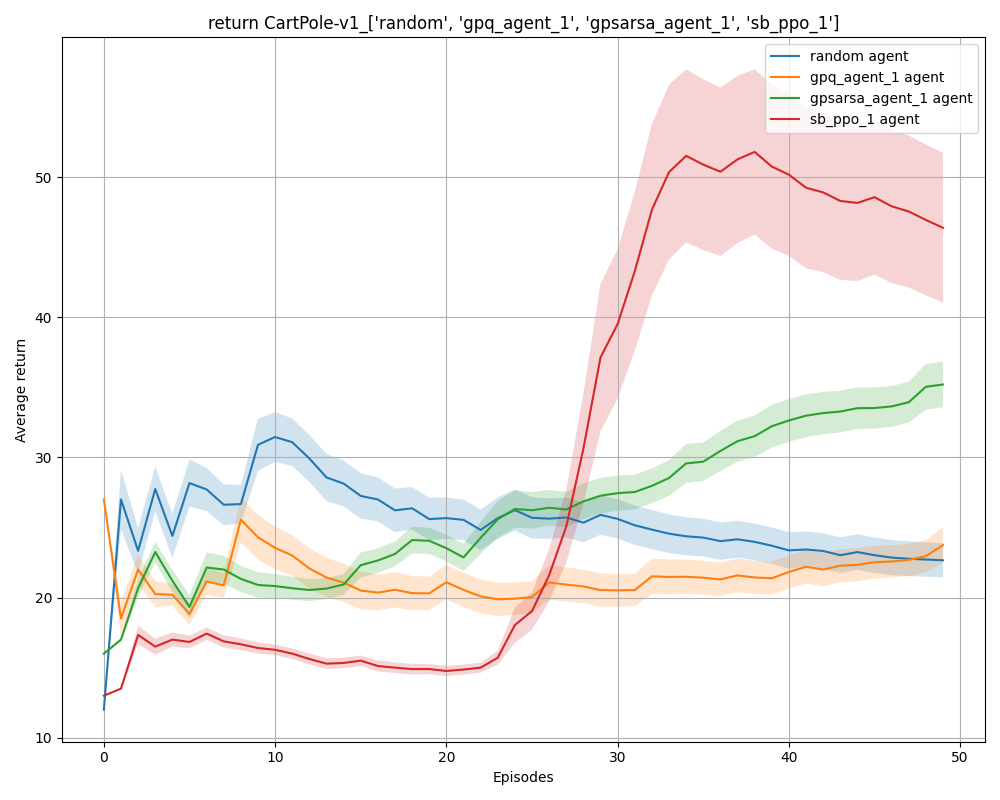 return CartPole-v1_['random', 'gpq_agent_1', 'gpsarsa_agent_1', 'sb_ppo_1']
random agent
gpq_agent_1 agent
gpsarsa_agent_1 agent
sb_ppo_1 agent
Average return
50
40
30
20
10
0
10
20
30
40
50
Episodes